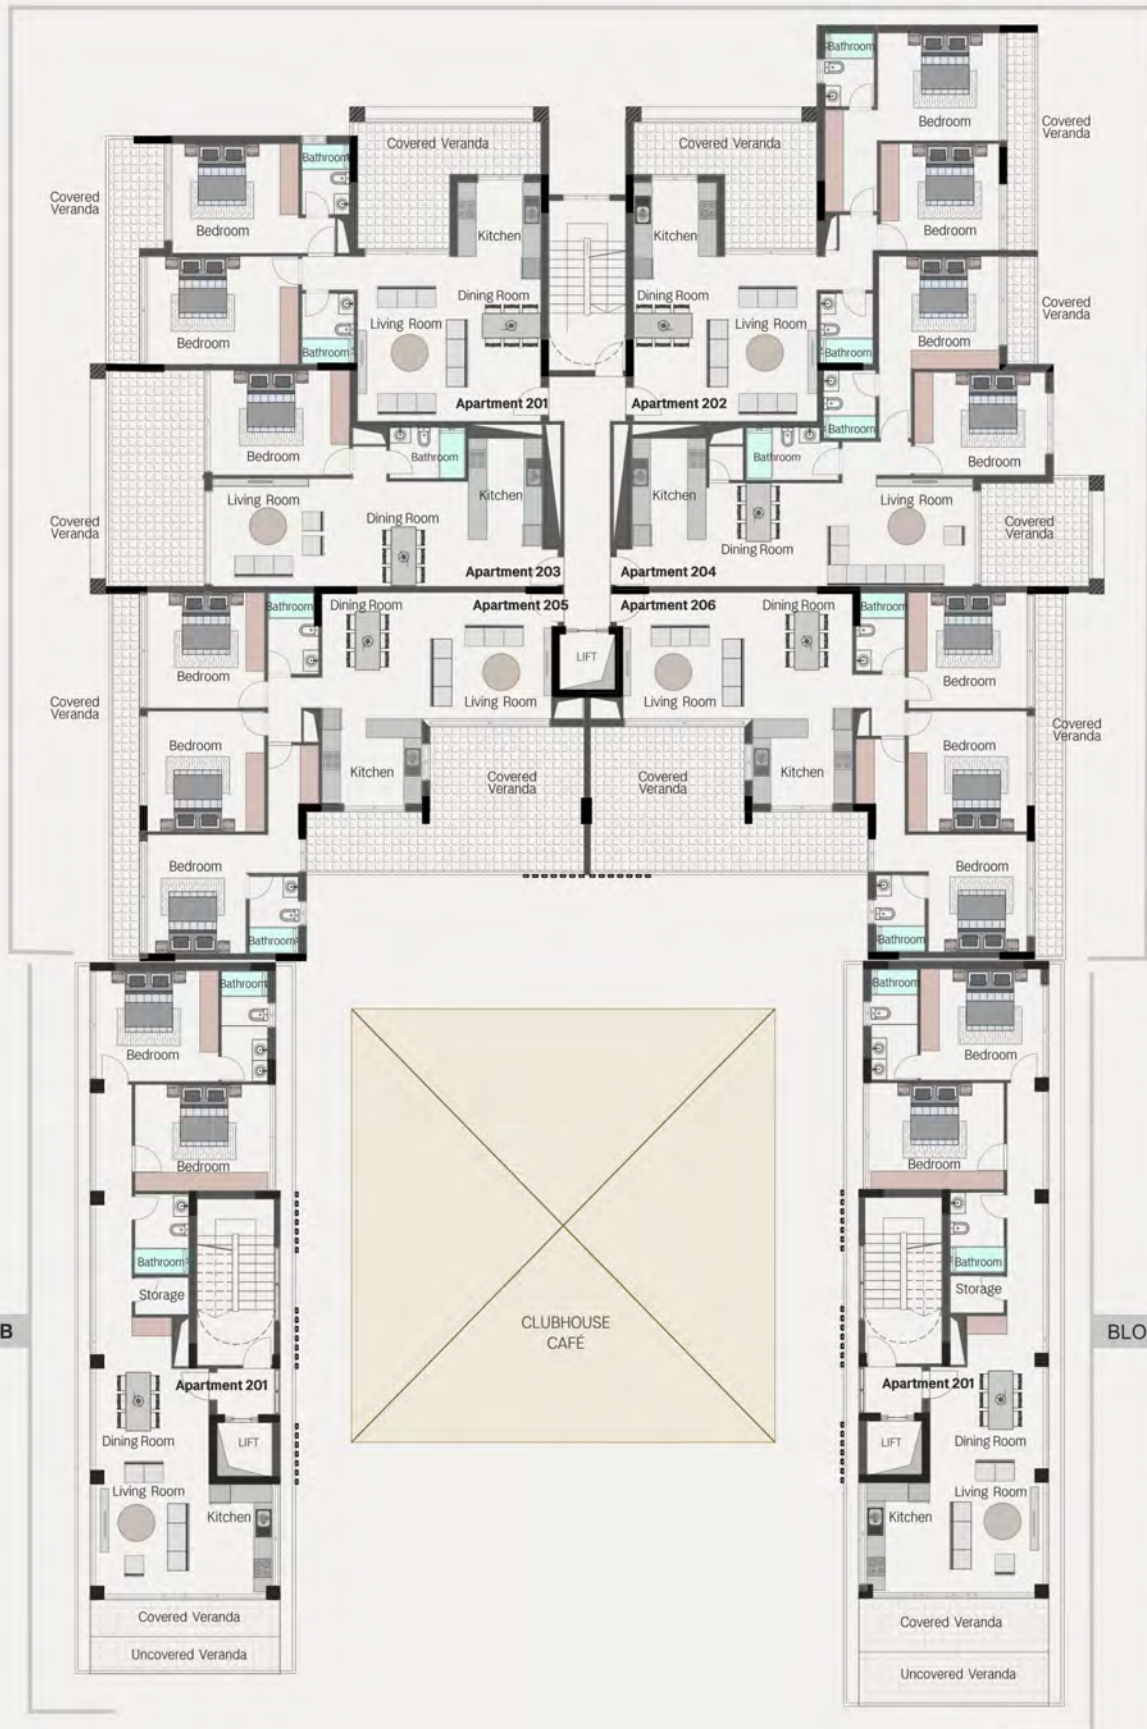 Bathroom
Bedroom
Covered
Veranda
Covered Veranda
Covered Veranda
Bathroom
Covered
Veranda
Bedroom
Kitchen
Kitchen
Bedroom
Bedroom
Dining Room
Dining Room
Covered
Veranda
Living Room
Living Room
Bedroom
Bathroom
Bathroom
Bedroom
Apartment 201
Apartment 202
Bathroom
Bedroom
Bathroom
Bathroom
Bedroom
Living Room
Kitchen
Kitchen
Living Room
Covered
Veranda
Dining Room
Dining Room
Covered
Veranda
Apartment 203
Apartment 204
Bathroom
Dining Room
Apartment 205
Apartment 206
Dining Room
Bathroom
LIFT
Bedroom
Bedroom
Covered
Veranda
Living Room
Living Room
Covered
Veranda
Bedroom
Bedroom
Kitchen
Covered
Veranda
Covered
Veranda
Kitchen
Bedroom
Bedroom
Bathroom
Bathroom
Bathroom
Bathroom
Bedroom
Bedroom
Bedroom
Bedroom
Bathroom
Bathroom
Storage
Storage
CLUBHOUSE
CAFÉ
B
BLO
Apartment 201
Apartment 201
Dining Room
LIFT
LIFT
Dining Room
Living Room
Living Room
Kitchen
Kitchen
Covered Veranda
Covered Veranda
Uncovered Veranda
Uncovered Veranda